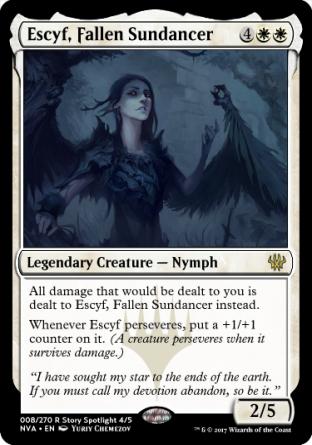 Escyf, Fallen Sundancer 4
Legendary Creature — Nymph
All damage that would be dealt to you is
dealt to Escyf, Fallen Sundancer instead.
Whenever Escyf perseveres, put a +1/+1
counter on it. (A creature perseveres when it
survives damage.)
“I have sought my star to the ends of the earth.
If you must call my devotion abandon, so be it.”
2/5
008/270 R Story Spotlight 4/5
NVA • EN Yuriy Chemezov
™ & © 2017 Wizards of the Coast